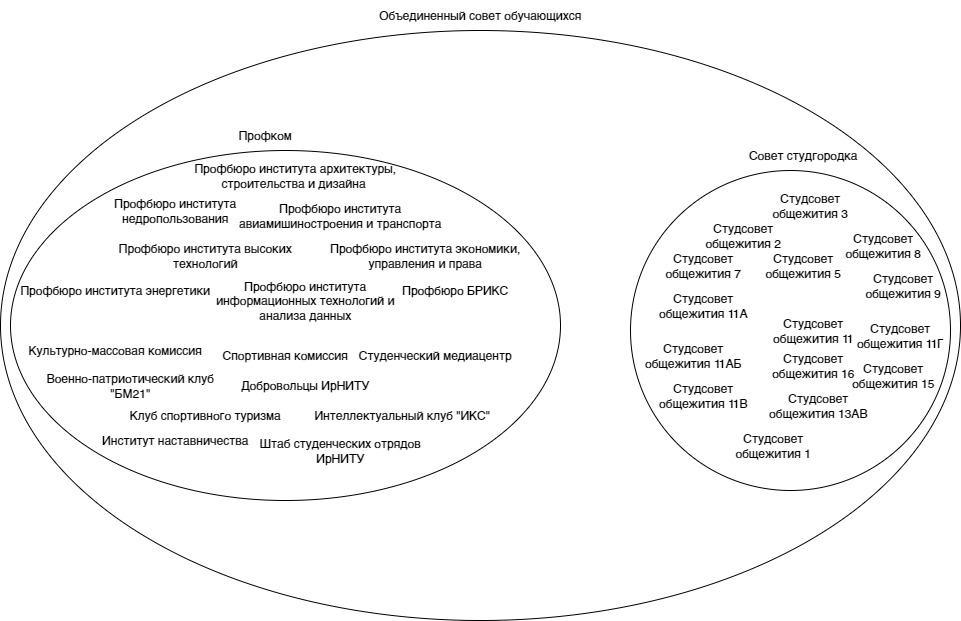 Объединенный совет обучающихся
Профком
Профбюро института архитектуры,
строительства и дизайна
Профбюро института
недропользования
Профбюро института
авиамишиностроения и транспорта
Профбюро института высоких
технологий
Профбюро института экономики,
управления и права
Профбюро института энергетики
Профбюро института
информационных технологий и
анализа данных
Профбюро БРИКС
Культурно-массовая комиссия
Спортивная комиссия
Студенческий медиацентр
Военно-патриотический клуб
"БМ21"
Добровольцы ИрНИТУ
Клуб спортивного туризма
Интеллектуальный клуб "ИКС"
Институт наставничества
Штаб студенческих отрядов
ИрНИТУ
Совет студгородка
Студсовет
общежития 3
Студсовет
общежития 2
Студсовет
общежития 8
Студсовет
общежития 7
Студсовет
общежития 5
Студсовет
общежития 9
Студсовет
общежития 11А
Студсовет
общежития 11
Студсовет
общежития 11Г
Студсовет
общежития 11АБ
Студсовет
общежития 16
Студсовет
общежития 15
Студсовет
общежития 11В
Студсовет
общежития 13АВ
Студсовет
общежития 1